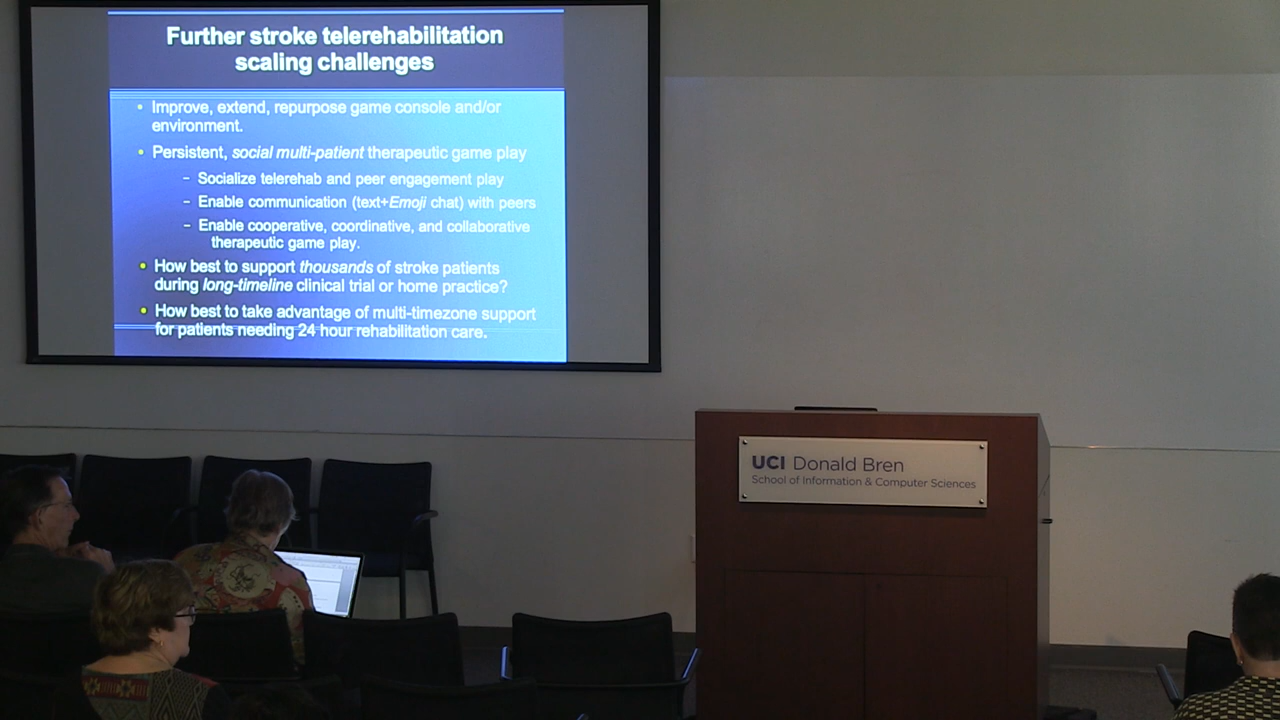 Further stroke telerehabilitation
scaling challenges
• Improve, extend, repurpose game console and/or
environment.
• Persistent, social multi-patient therapeutic game play
– Socialize telerehab and peer engagement play
– Enable communication (text+Emoji chat) with peers
– Enable cooperative, coordinative, and collaborative
therapeutic game play.
• How best to support thousands of stroke patients
during long-timeline clinical trial or home practice?
• How best to take advantage of multi-timezone support
for patients needing 24 hour rehabilitation care.
UCI Donald Bren
School of Information & Computer Sciences